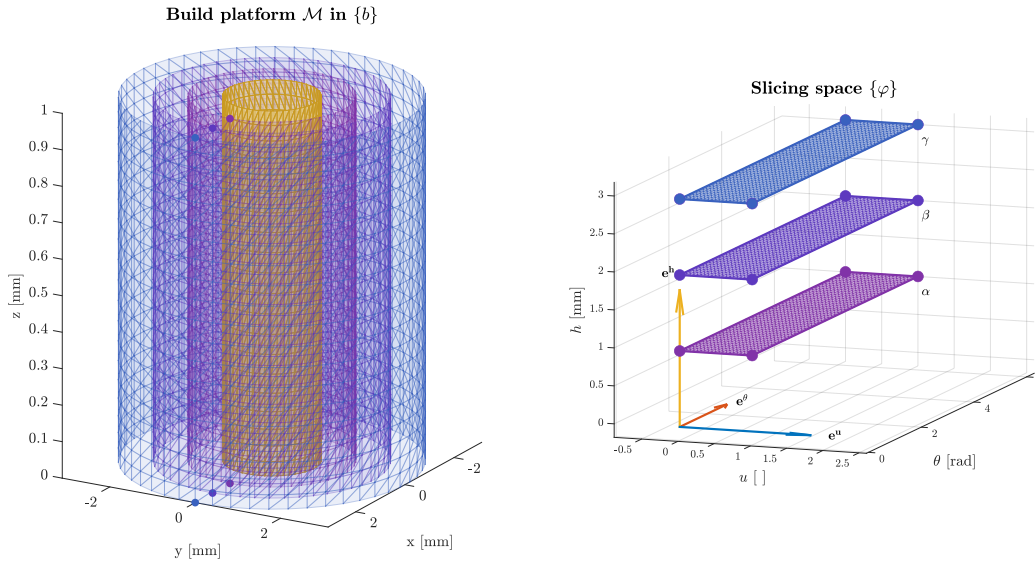 Build platform ℳ in {b}
1
0.9
0.8
0.7
0.6
0.5
0.4
0.3
0.2
0.1
0
z [mm]
-2
0
2
y [mm]
-2
0
2
x [mm]
Slicing space {φ}
γ
β
α
e^h
e^θ
e^u
3
2.5
2
1.5
1
0.5
0
h [mm]
-0.5
0
0.5
1
1.5
2
2.5
u [ ]
0
2
4
θ [rad]